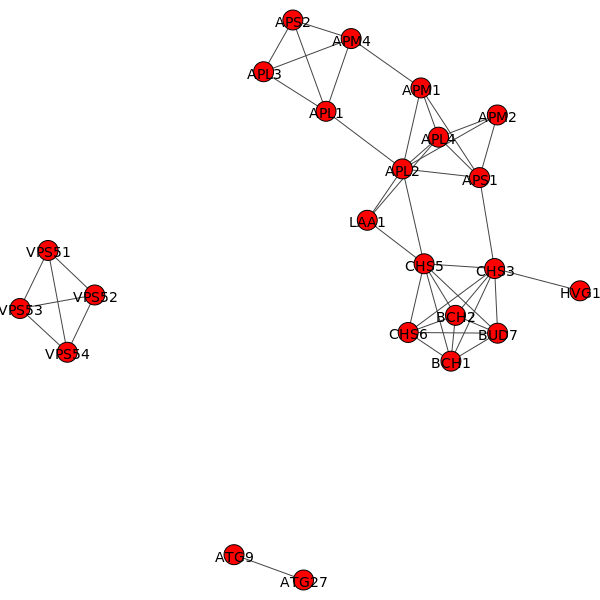 APS2
APM4
APL3
APM1
APL1
APM2
APL4
APL2
APS1
LAA1
VPS51
CHS5
CHS3
HVG1
VPS52
VPS53
BCH2
CHS6
BUD7
VPS54
BCH1
ATG9
ATG27